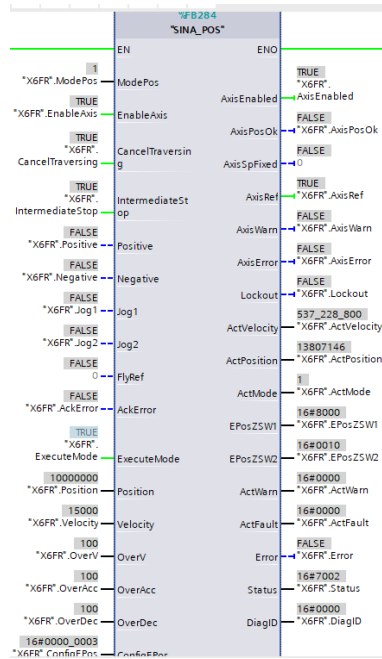 %FB284
"SINA_POS"
EN ENO
1
"X6FR".ModePos ModePos
TRUE
"X6FR".
AxisEnabled AxisEnabled
TRUE
"X6FR".EnableAxis EnableAxis
FALSE
AxisPosOk "X6FR".AxisPosOk
TRUE
"X6FR".
CancelTraversing CancelTraversin
g
FALSE
AxisSpFixed 0
TRUE
"X6FR".
IntermediateStop IntermediateSt
op
TRUE
AxisRef "X6FR".AxisRef
FALSE
AxisWarn "X6FR".AxisWarn
FALSE
"X6FR".Positive Positive
FALSE
AxisError "X6FR".AxisError
FALSE
"X6FR".Negative Negative
FALSE
Lockout "X6FR".Lockout
FALSE
"X6FR".Jog1 Jog1
537_228_800
ActVelocity "X6FR".ActVelocity
FALSE
"X6FR".Jog2 Jog2
13807146
ActPosition "X6FR".ActPosition
FALSE
0 FlyRef
1
ActMode "X6FR".ActMode
FALSE
"X6FR".AckError AckError
16#8000
EPosZSW1 "X6FR".EPosZSW1
TRUE
"X6FR".
ExecuteMode ExecuteMode
16#0010
EPosZSW2 "X6FR".EPosZSW2
10000000
"X6FR".Position Position
16#0000
ActWarn "X6FR".ActWarn
15000
"X6FR".Velocity Velocity
16#0000
ActFault "X6FR".ActFault
100
"X6FR".OverV OverV
FALSE
Error "X6FR".Error
100
"X6FR".OverAcc OverAcc
16#7002
Status "X6FR".Status
100
"X6FR".OverDec OverDec
16#0000
DiagID "X6FR".DiagID
16#0000_0003
"X6FR".ConfigEPos ConfigEPos